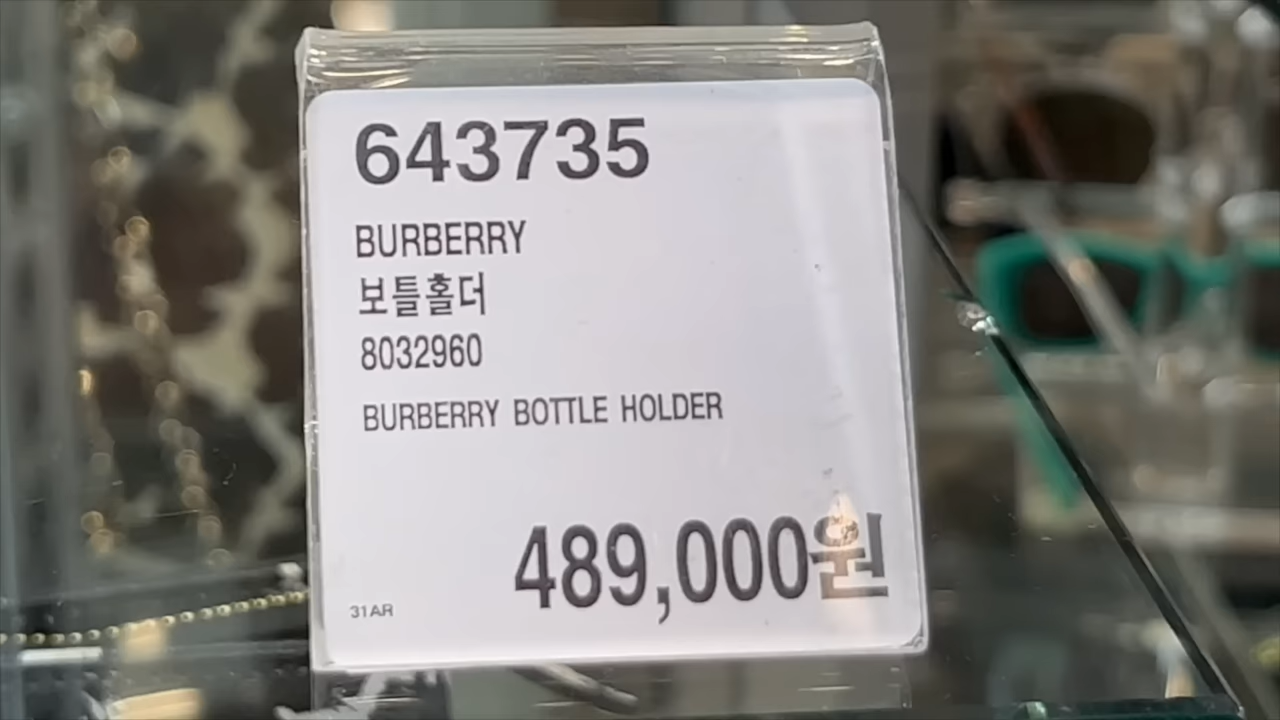 643735
BURBERRY
보틀홀더
8032960
BURBERRY BOTTLE HOLDER
489,000원
31AR